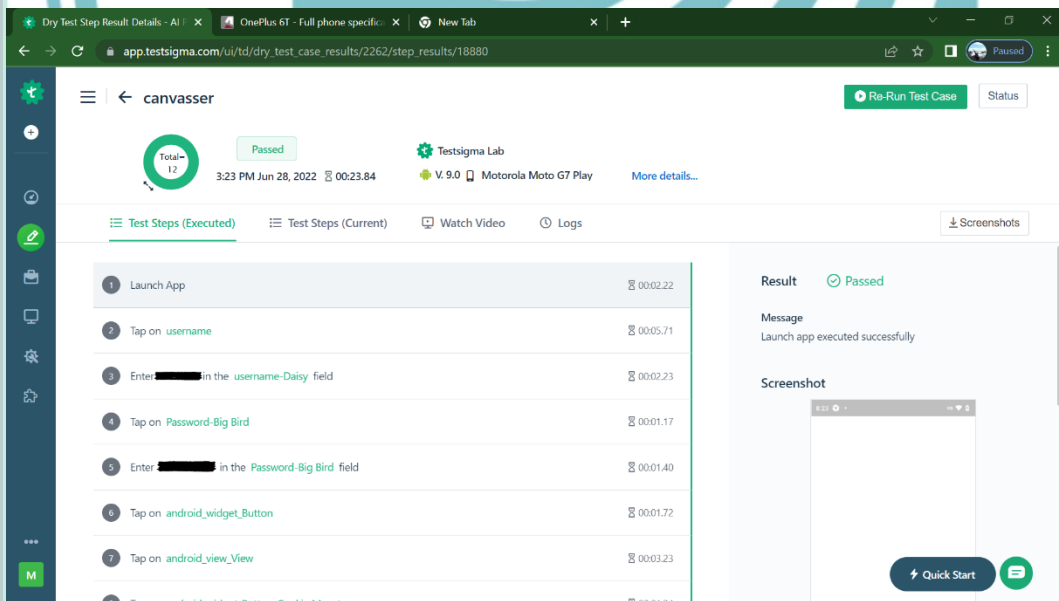 Dry Test Step Result Details - AI F
OnePlus 6T - Full phone specifica
New Tab
app.testsigma.com/ui/td/dry_test_case_results/2262/step_results/18880
Paused
canvasser
Re-Run Test Case
Status
Total-
12
Passed
3:23 PM Jun 28, 2022 00:23.84
Testsigma Lab
V. 9.0 Motorola Moto G7 Play
More details...
Test Steps (Executed)
Test Steps (Current)
Watch Video
Logs
Screenshots
1 Launch App 00:02.22
2 Tap on username 00:05.71
3 Enter in the username-Daisy field 00:02.23
4 Tap on Password-Big Bird 00:01.17
5 Enter in the Password-Big Bird field 00:01.40
6 Tap on android_widget_Button 00:01.72
7 Tap on android_view_View 00:03.23
Result Passed
Message
Launch app executed successfully
Screenshot
Quick Start
M